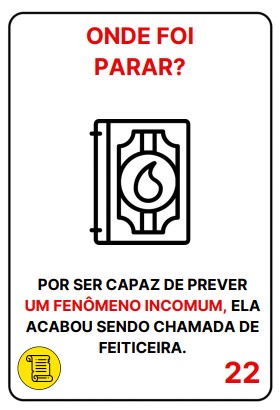 ONDE FOI
PARAR?
POR SER CAPAZ DE PREVER
UM FENÔMENO INCOMUM, ELA
ACABOU SENDO CHAMADA DE
FEITICEIRA.
22